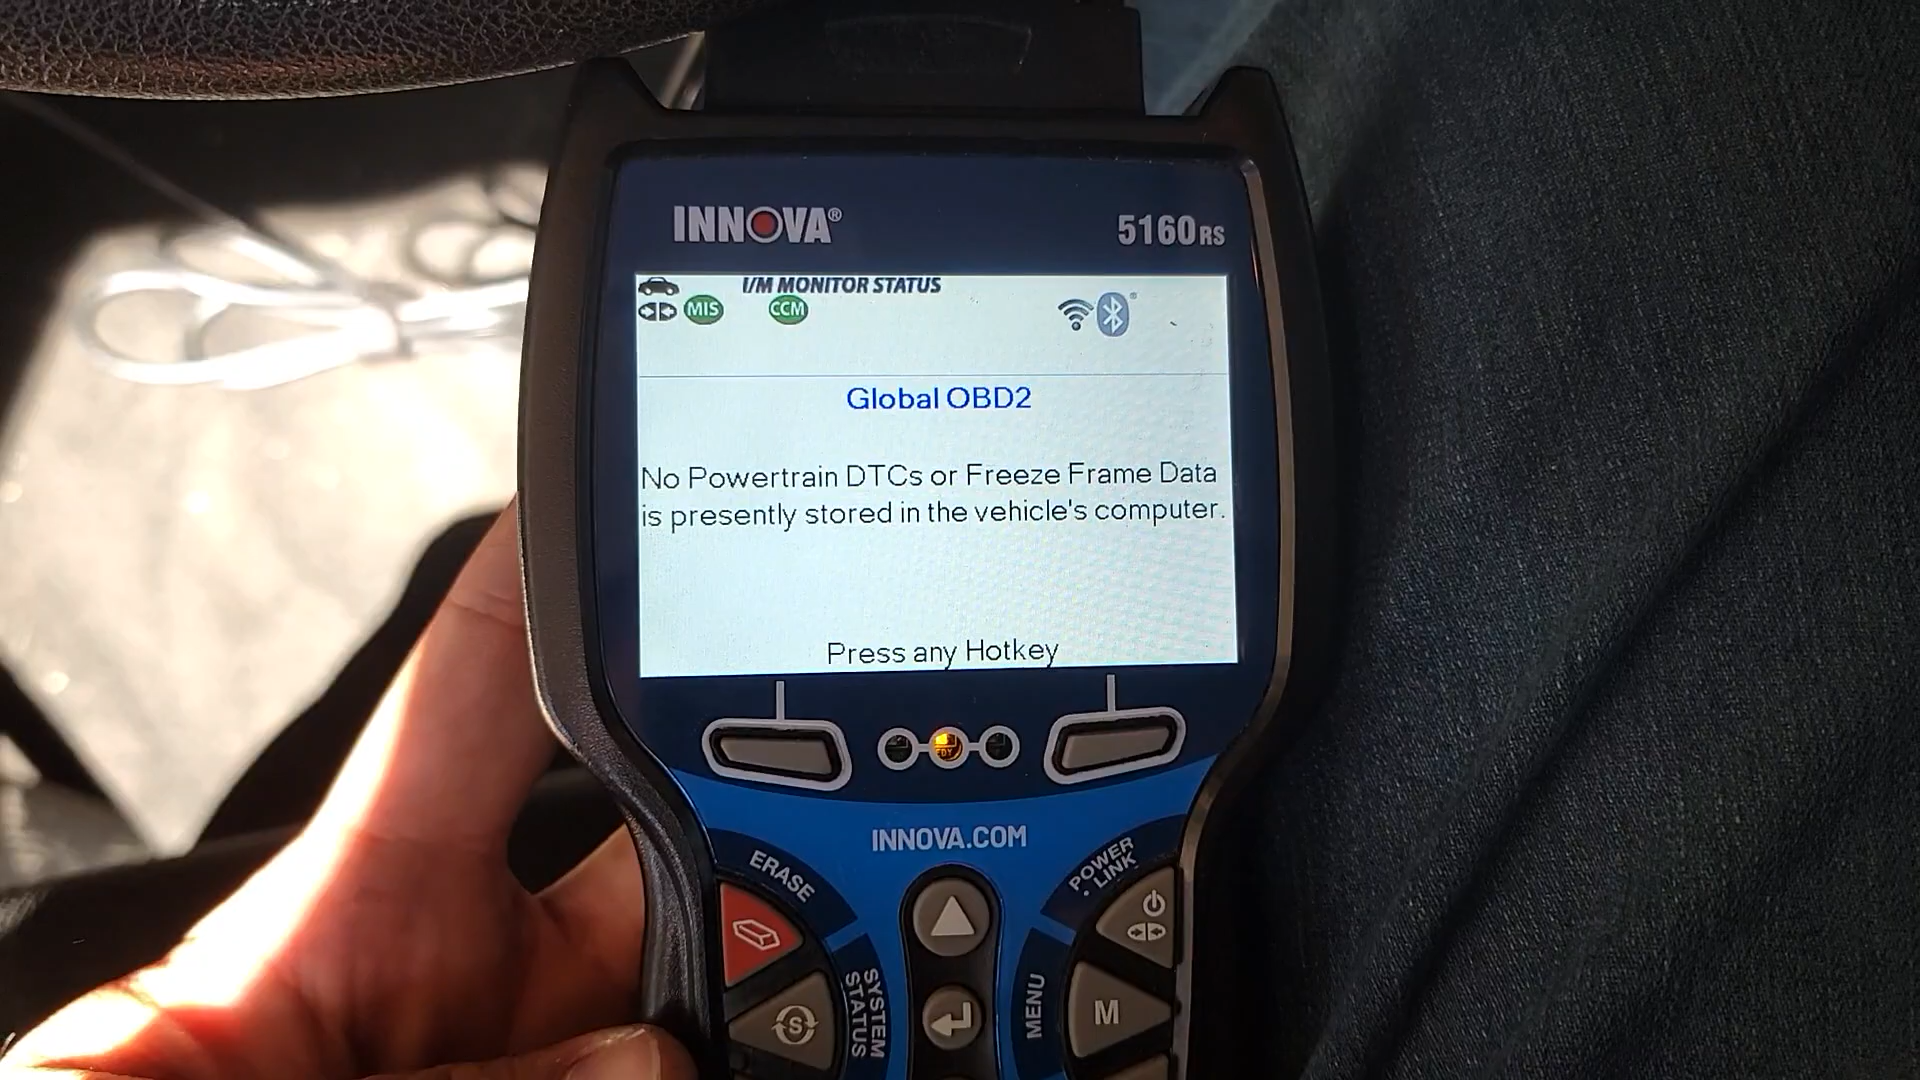 INNOVA®
5160RS
I/M MONITOR STATUS
MIS
CCM
Global OBD2
No Powertrain DTCs or Freeze Frame Data
is presently stored in the vehicle's computer.
Press any Hotkey
INNOVA.COM
ERASE
POWER
· LINK
SYSTEM
STATUS
S
MENU
M